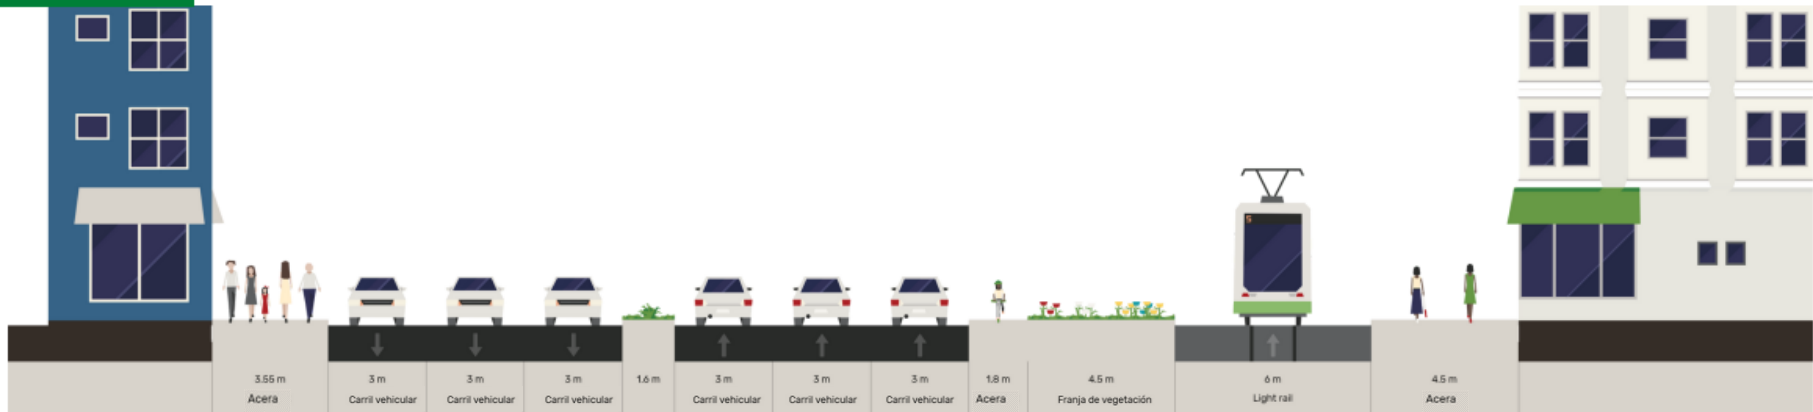 S
3.55 m
Acera
3 m
Carril vehicular
3 m
Carril vehicular
3 m
Carril vehicular
1.6 m
3 m
Carril vehicular
3 m
Carril vehicular
3 m
Carril vehicular
1.8 m
Acera
4.5 m
Franja de vegetación
6 m
Light rail
4.5 m
Acera